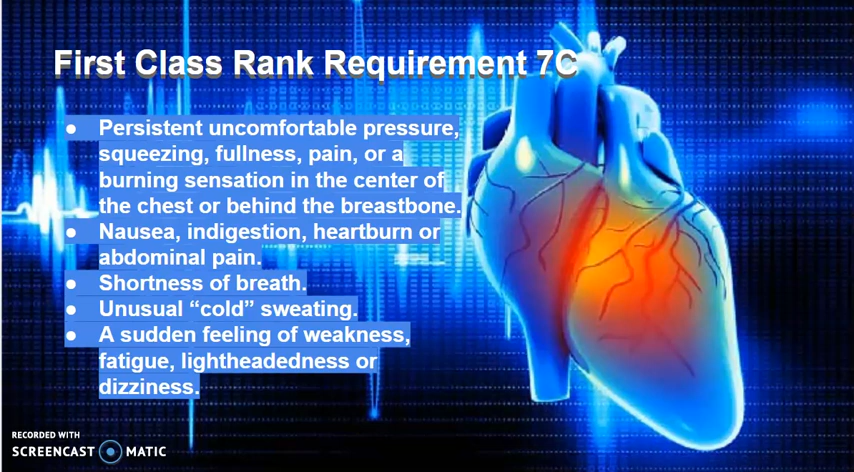 First Class Rank Requirement 7C
● Persistent uncomfortable pressure,
squeezing, fullness, pain, or a
burning sensation in the center of
the chest or behind the breastbone.
● Nausea, indigestion, heartburn or
abdominal pain.
● Shortness of breath.
● Unusual “cold” sweating.
● A sudden feeling of weakness,
fatigue, lightheadedness or
dizziness.
RECORDED WITH
SCREENCAST MATIC